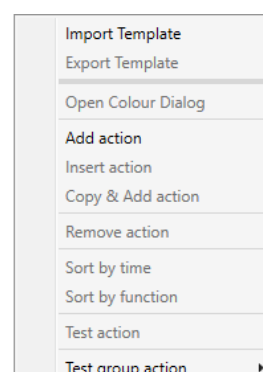 Import Template
Export Template
Open Colour Dialog
Add action
Insert action
Copy & Add action
Remove action
Sort by time
Sort by function
Test action
Test group action